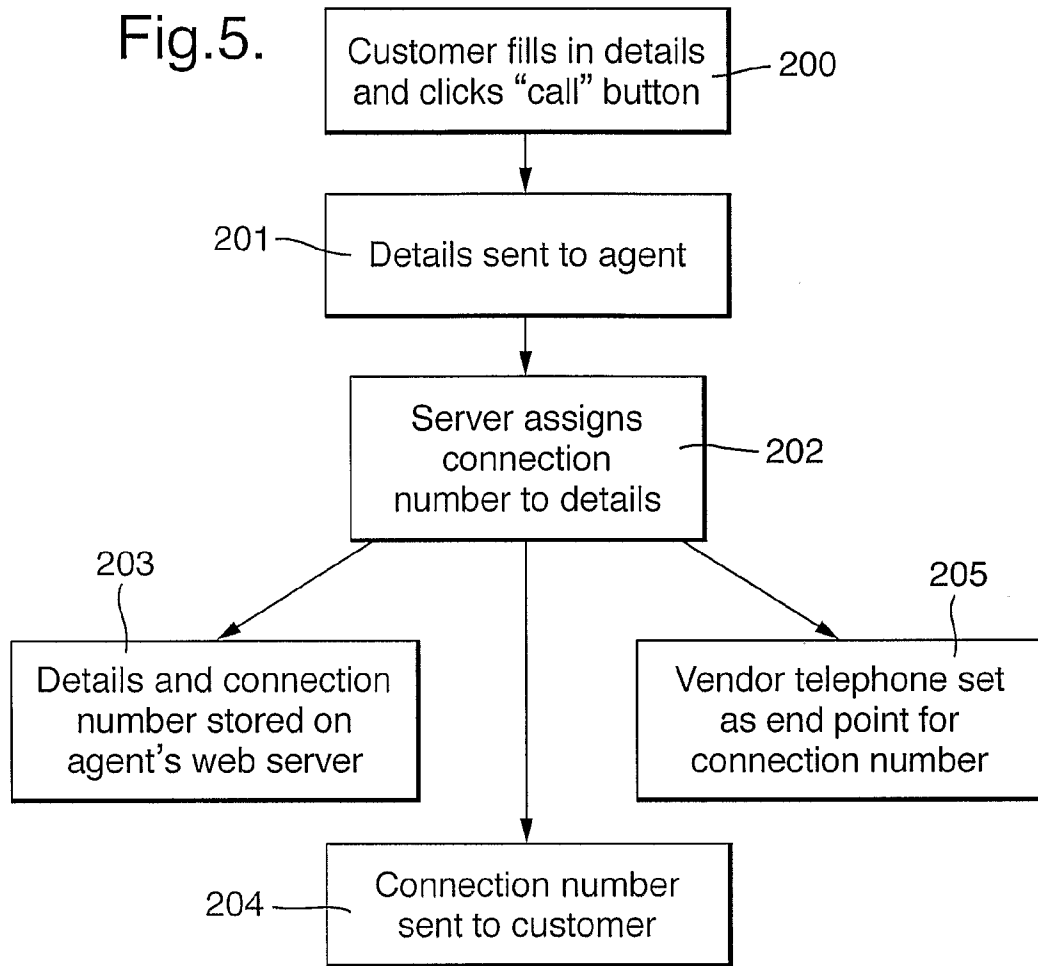 Fig.5.
Customer fills in details
and clicks “call” button
200
201
Details sent to agent
Server assigns
connection
number to details
202
203
205
Details and connection
number stored on
agent’s web server
Vendor telephone set
as end point for
connection number
204
Connection number
sent to customer